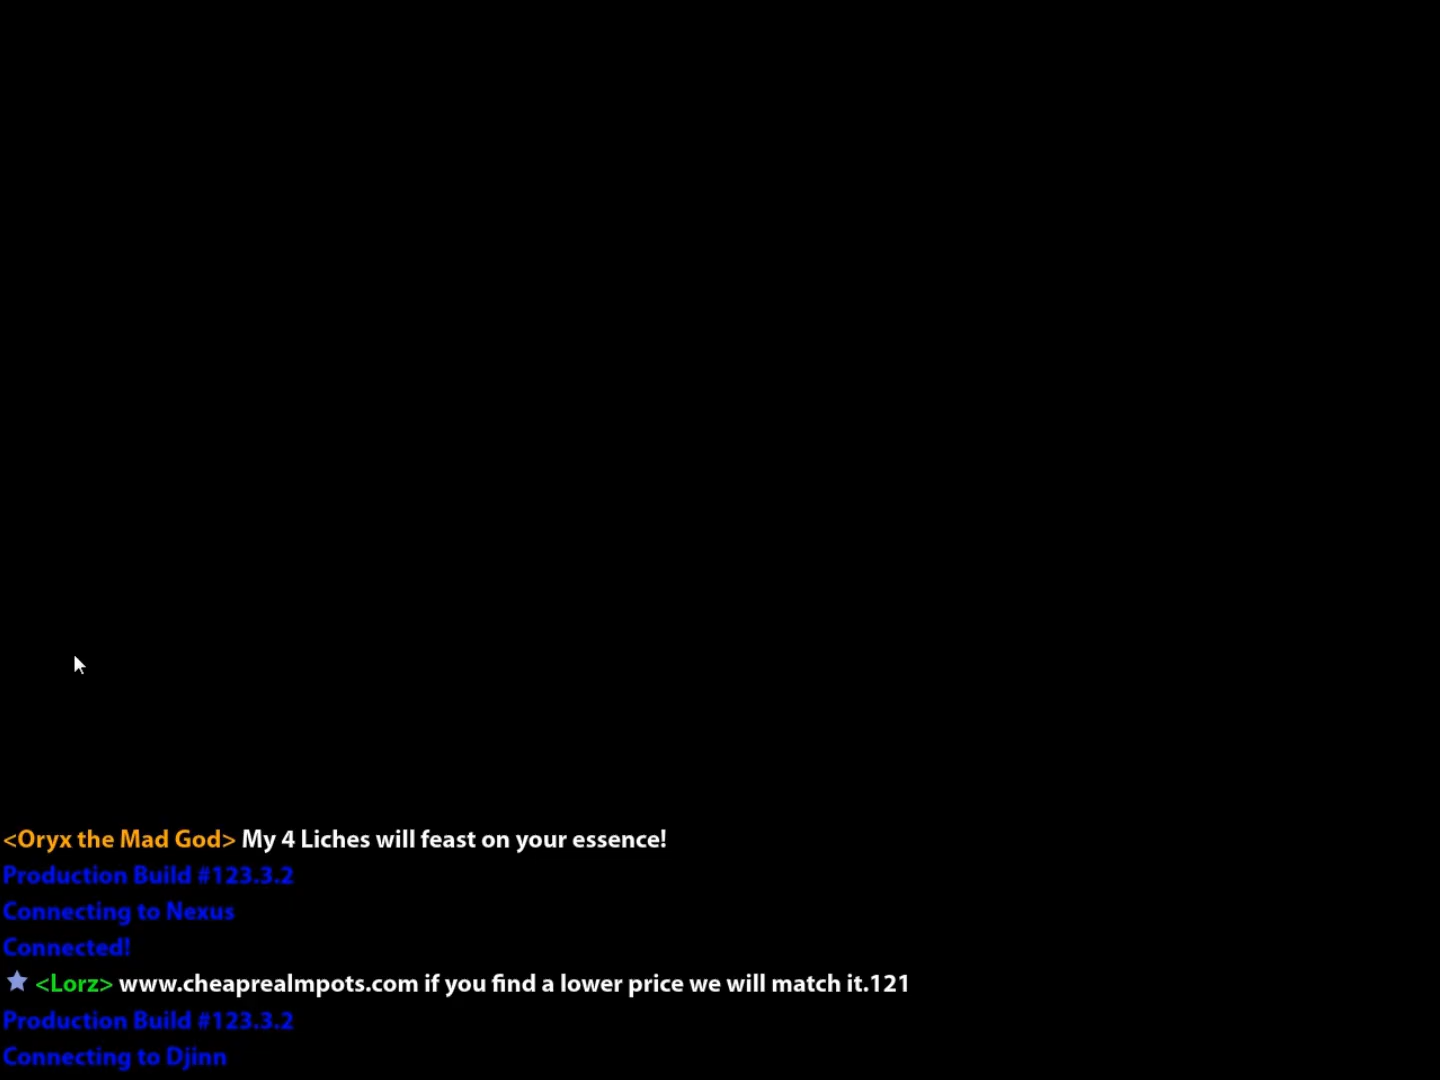 <Oryx the Mad God> My 4 Liches will feast on your essence!
Production Build #123.3.2
Connecting to Nexus
Connected!
<Lorz> www.cheaprealmpots.com if you find a lower price we will match it.121
Production Build #123.3.2
Connecting to Djinn